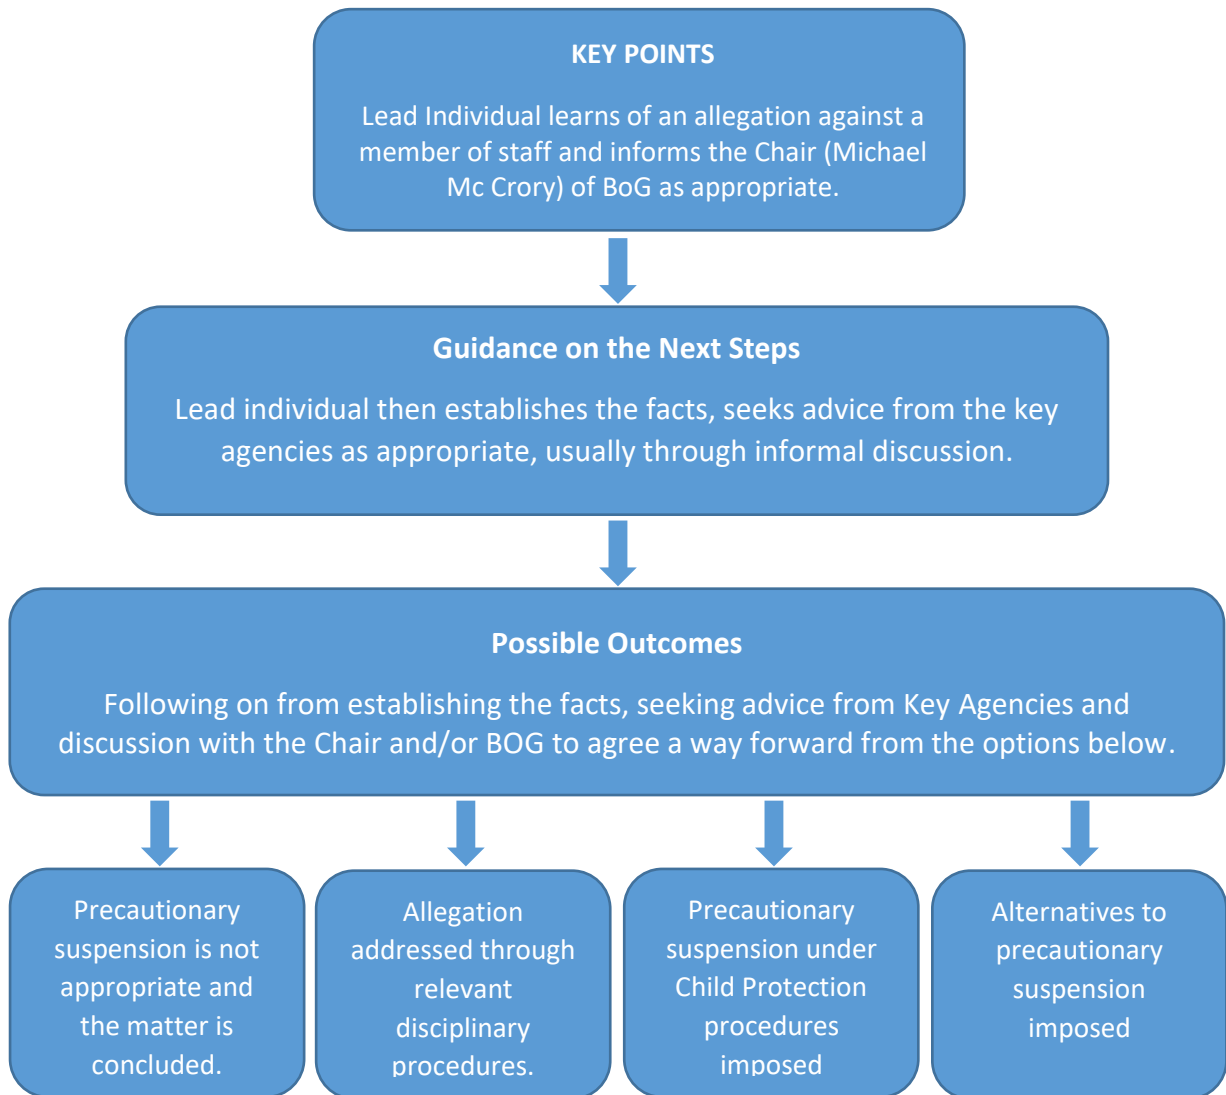 KEY POINTS
Lead Individual learns of an allegation against a
member of staff and informs the Chair (Michael
Mc Crory) of BoG as appropriate.
Guidance on the Next Steps
Lead individual then establishes the facts, seeks advice from the key
agencies as appropriate, usually through informal discussion.
Possible Outcomes
Following on from establishing the facts, seeking advice from Key Agencies and
discussion with the Chair and/or BOG to agree a way forward from the options below.
Precautionary
suspension is not
appropriate and
the matter is
concluded.
Allegation
addressed through
relevant
disciplinary
procedures.
Precautionary
suspension under
Child Protection
procedures
imposed
Alternatives to
precautionary
suspension
imposed